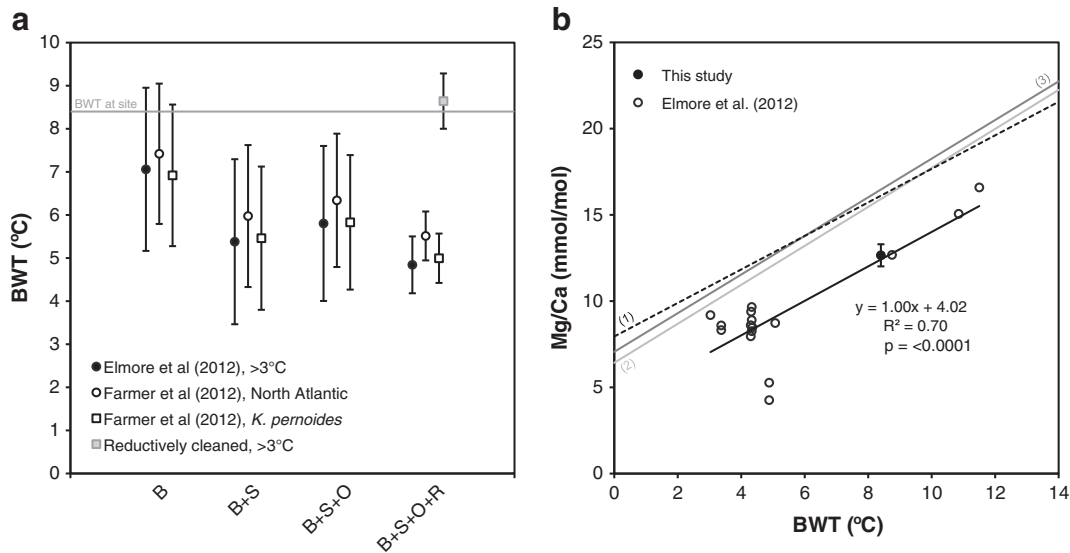 a
10
9
8
7
6
5
4
3
2
1
0
BWT (ºC)
BWT at site
Elmore et al (2012), >3°C
Farmer et al (2012), North Atlantic
Farmer et al (2012), K. pernoides
Reductively cleaned, >3°C
B
B+S
B+S+O
B+S+O+R
b
25
20
15
10
5
0
Mg/Ca (mmol/mol)
This study
Elmore et al. (2012)
(3)
(1)
(2)
y = 1.00x + 4.02
R² = 0.70
p = <0.0001
0 2 4 6 8 10 12 14
BWT (ºC)